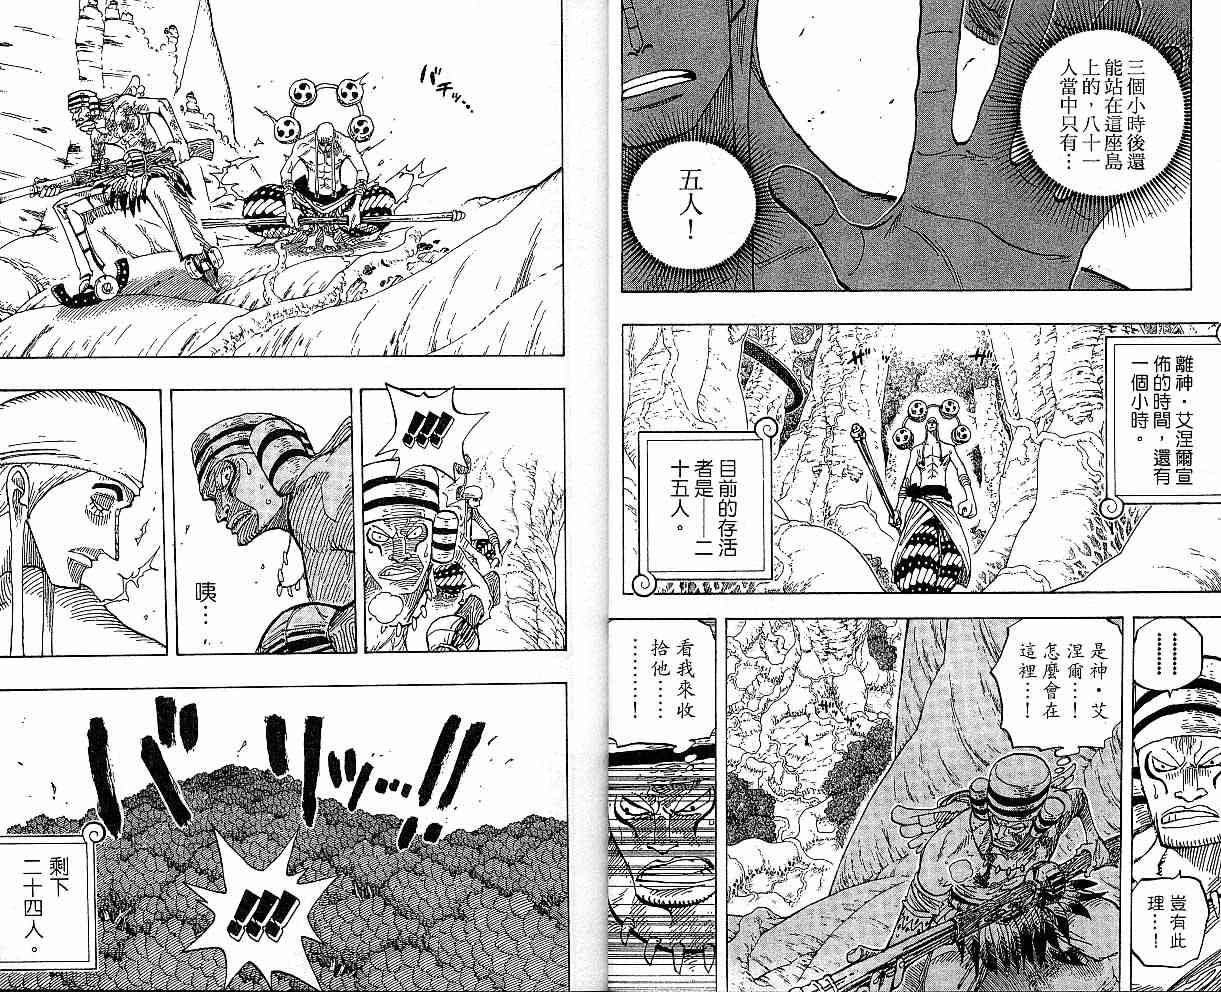 三個小時後還
能站在這座島
上的，八十一
人當中只有…
五人！
離神・艾涅爾宣
佈的時間，還有
一個小時。
目前的存活
者是——二
十五人。
………
豈有此
理…！
是神・艾
涅爾…！
怎麼會在
這裡…！
看我來收
拾他……
………！
バチッ…
!!!
咦…
バリバリッ…!!
!!!
剩下
二十四人。